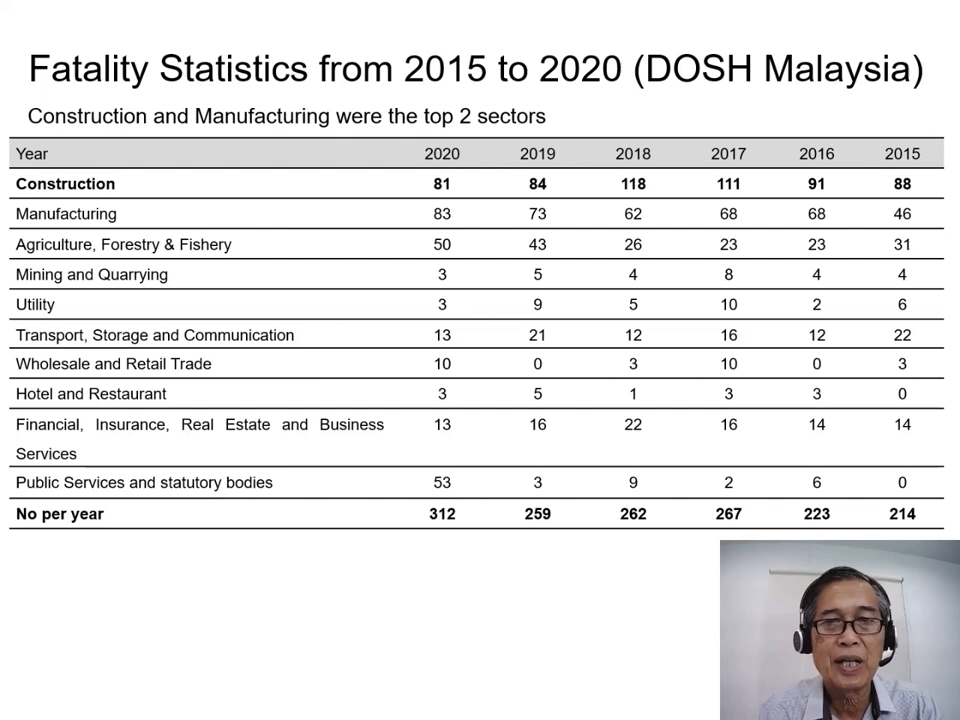 Fatality Statistics from 2015 to 2020 (DOSH Malaysia)
Construction and Manufacturing were the top 2 sectors
Year 2020 2019 2018 2017 2016 2015
Construction 81 84 118 111 91 88
Manufacturing 83 73 62 68 68 46
Agriculture, Forestry & Fishery 50 43 26 23 23 31
Mining and Quarrying 3 5 4 8 4 4
Utility 3 9 5 10 2 6
Transport, Storage and Communication 13 21 12 16 12 22
Wholesale and Retail Trade 10 0 3 10 0 3
Hotel and Restaurant 3 5 1 3 3 0
Financial, Insurance, Real Estate and Business 13 16 22 16 14 14
Services
Public Services and statutory bodies 53 3 9 2 6 0
No per year 312 259 262 267 223 214